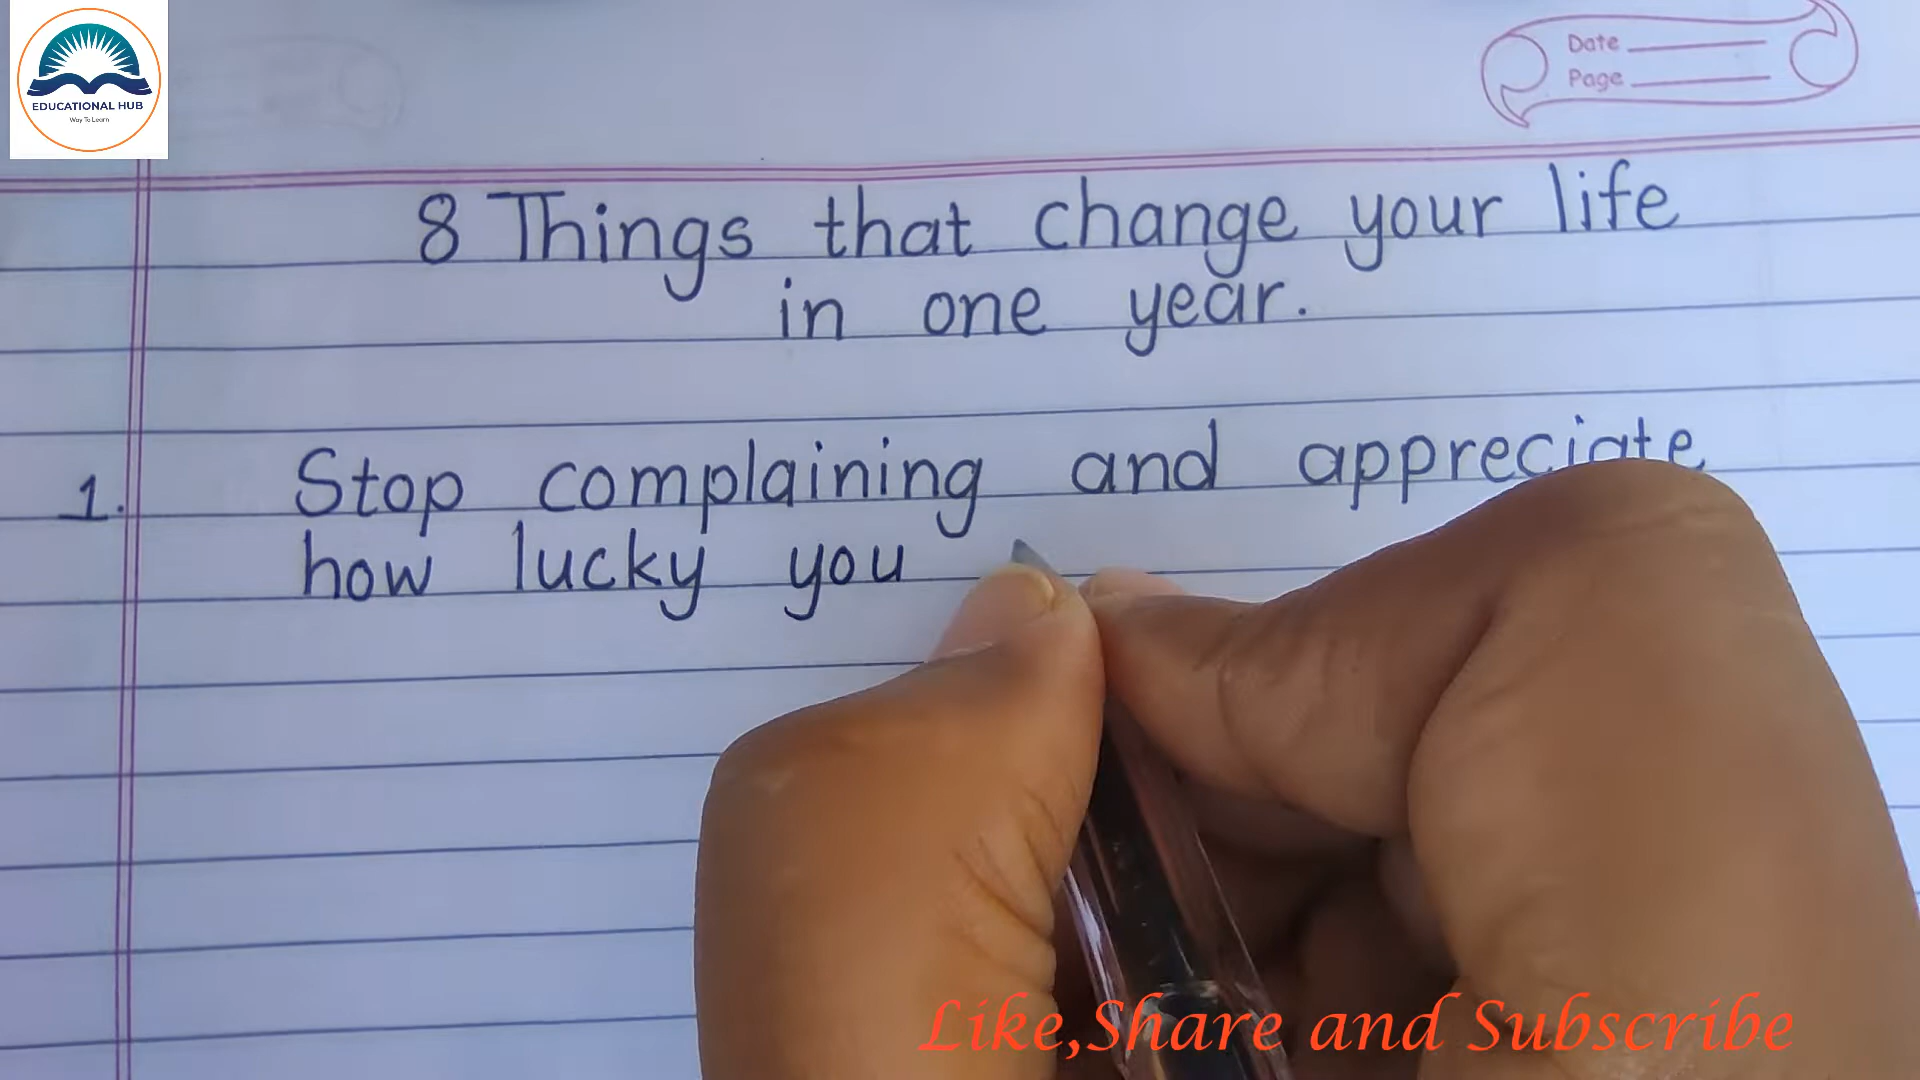 EDUCATIONAL HUB
Way To Learn
Date
Page
8 Things that change your life
in one year.
1. Stop complaining and appreciate
how lucky you
Like,Share and Subscribe